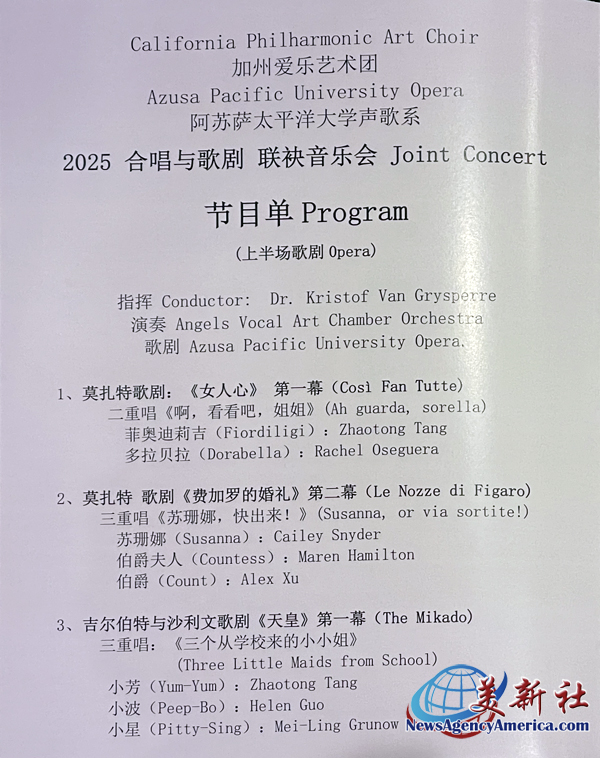 California Philharmonic Art Choir
加州爱乐艺术团
Azusa Pacific University Opera
阿苏萨太平洋大学声歌系
2025 合唱与歌剧 联袂音乐会 Joint Concert
节目单 Program
(上半场歌剧 Opera)
指挥 Conductor: Dr. Kristof Van Grysperre
演奏 Angels Vocal Art Chamber Orchestra
歌剧 Azusa Pacific University Opera.
1、莫扎特歌剧：《女人心》 第一幕（Così Fan Tutte)
二重唱《啊，看看吧，姐姐》(Ah guarda, sorella)
菲奥迪莉吉（Fiordiligi）：Zhaotong Tang
多拉贝拉（Dorabella）：Rachel Oseguera
2、莫扎特 歌剧《费加罗的婚礼》第二幕（Le Nozze di Figaro)
三重唱《苏珊娜，快出来！》(Susanna, or via sortite!)
苏珊娜（Susanna）：Cailey Snyder
伯爵夫人（Countess）：Maren Hamilton
伯爵（Count）：Alex Xu
3、吉尔伯特与沙利文歌剧《天皇》第一幕（The Mikado)
三重唱：《三个从学校来的小小姐》
(Three Little Maids from School)
小芳（Yum-Yum）：Zhaotong Tang
小波（Peep-Bo）：Helen Guo
小星（Pitty-Sing）：Mei-Ling Grunow
美新社
NewsAgencyAmerica.com